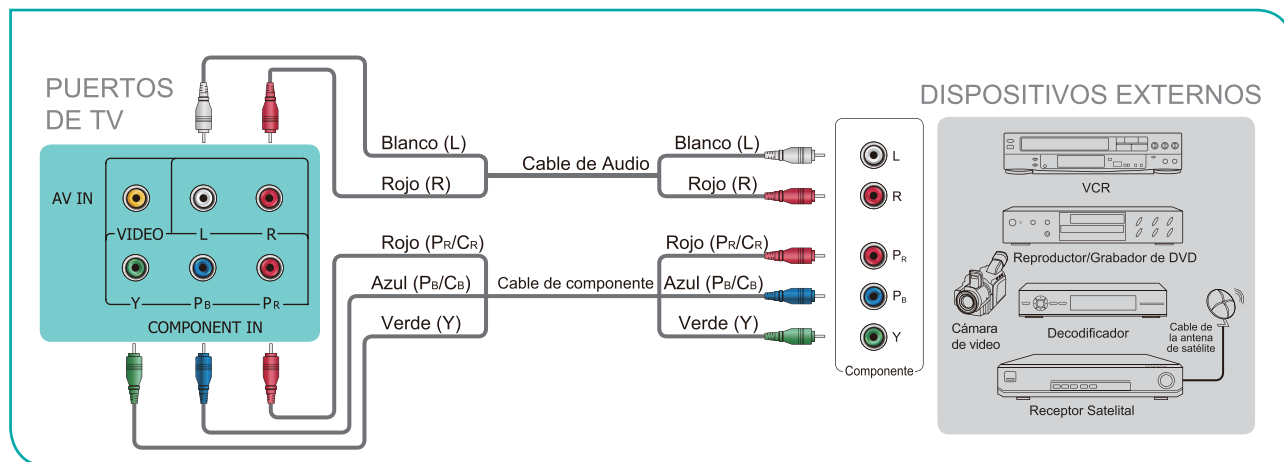 PUERTOS
DE TV
AV IN
VIDEO
L
R
Y
PB
PR
COMPONENT IN
Blanco (L)
Rojo (R)
Cable de Audio
Blanco (L)
Rojo (R)
Rojo (PR/CR)
Azul (PB/CB)
Verde (Y)
Cable de componente
Rojo (PR/CR)
Azul (PB/CB)
Verde (Y)
L
R
PR
PB
Y
Componente
DISPOSITIVOS EXTERNOS
VCR
Reproductor/Grabador de DVD
Cámara
de video
Decodificador
Cable de
la antena
de satélite
Receptor Satelital